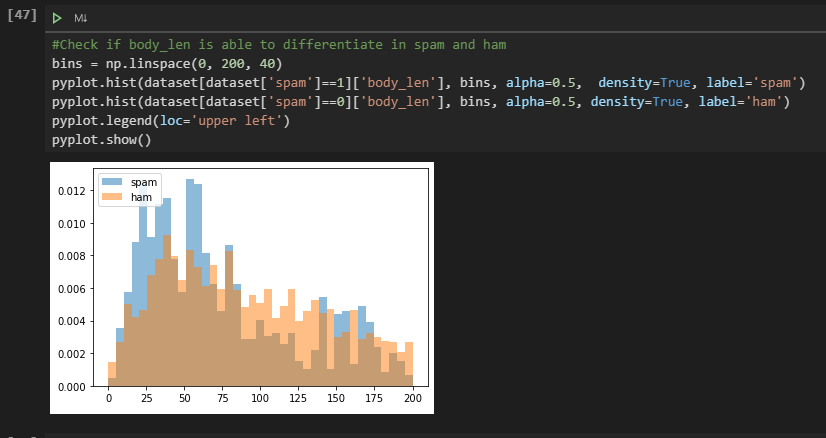 [47]
M↓
#Check if body_len is able to differentiate in spam and ham
bins = np.linspace(0, 200, 40)
pyplot.hist(dataset[dataset['spam']==1]['body_len'], bins, alpha=0.5,  density=True, label='spam')
pyplot.hist(dataset[dataset['spam']==0]['body_len'], bins, alpha=0.5, density=True, label='ham')
pyplot.legend(loc='upper left')
pyplot.show()
spam
ham
0.012
0.010
0.008
0.006
0.004
0.002
0.000
0 25 50 75 100 125 150 175 200